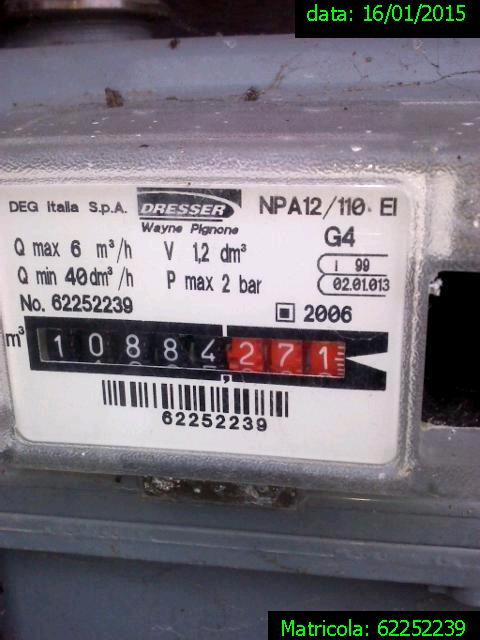 data: 16/01/2015
DEG Italia S.p.A. DRESSER NPA12/110 El
Wayne Pignone
G4
Q max 6 m³/h V 1,2 dm³
I 99
Q min 40dm³/h P max 2 bar
02.01.013
No. 62252239
2006
m³
10884271
62252239
Matricola: 62252239